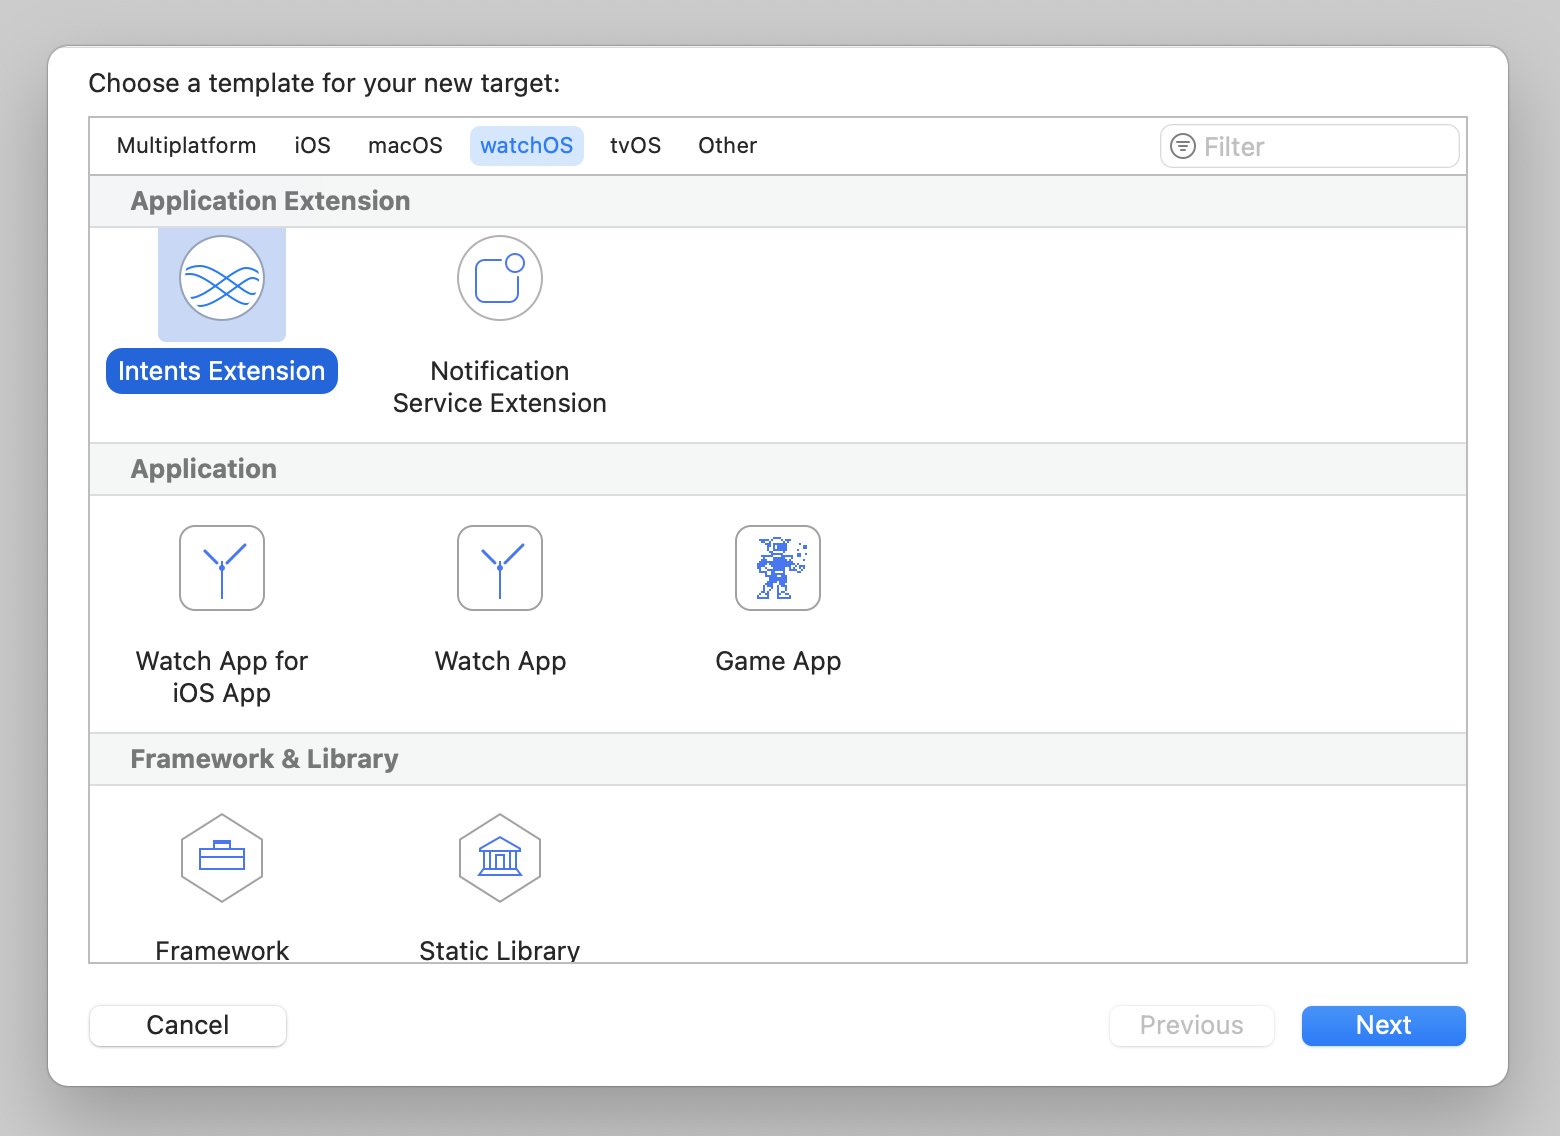 Choose a template for your new target:
Multiplatform iOS macOS watchOS tvOS Other Filter
Application Extension
Intents Extension
Notification
Service Extension
Application
Watch App for
iOS App
Watch App
Game App
Framework & Library
Framework
Static Library
Cancel Previous Next